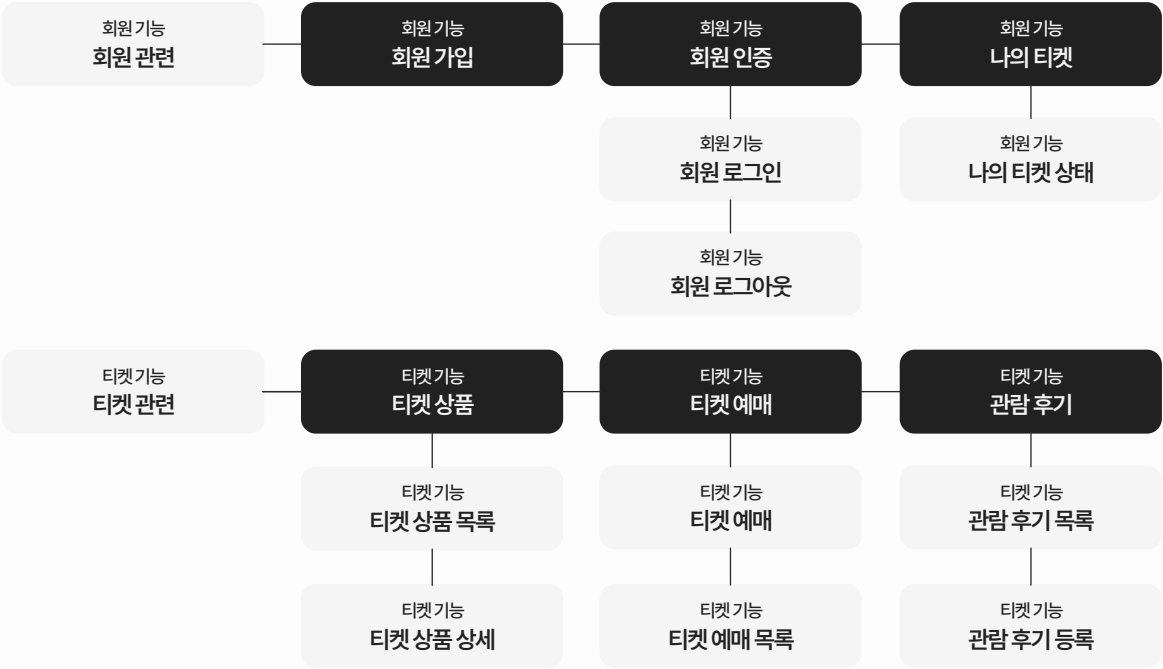 회원 기능
회원 관련
회원 기능
회원 가입
회원 기능
회원 인증
회원 기능
나의 티켓
회원 기능
회원 로그인
회원 기능
나의 티켓 상태
회원 기능
회원 로그아웃
티켓 기능
티켓 관련
티켓 기능
티켓 상품
티켓 기능
티켓 예매
티켓 기능
관람 후기
티켓 기능
티켓 상품 목록
티켓 기능
티켓 예매
티켓 기능
관람 후기 목록
티켓 기능
티켓 상품 상세
티켓 기능
티켓 예매 목록
티켓 기능
관람 후기 등록